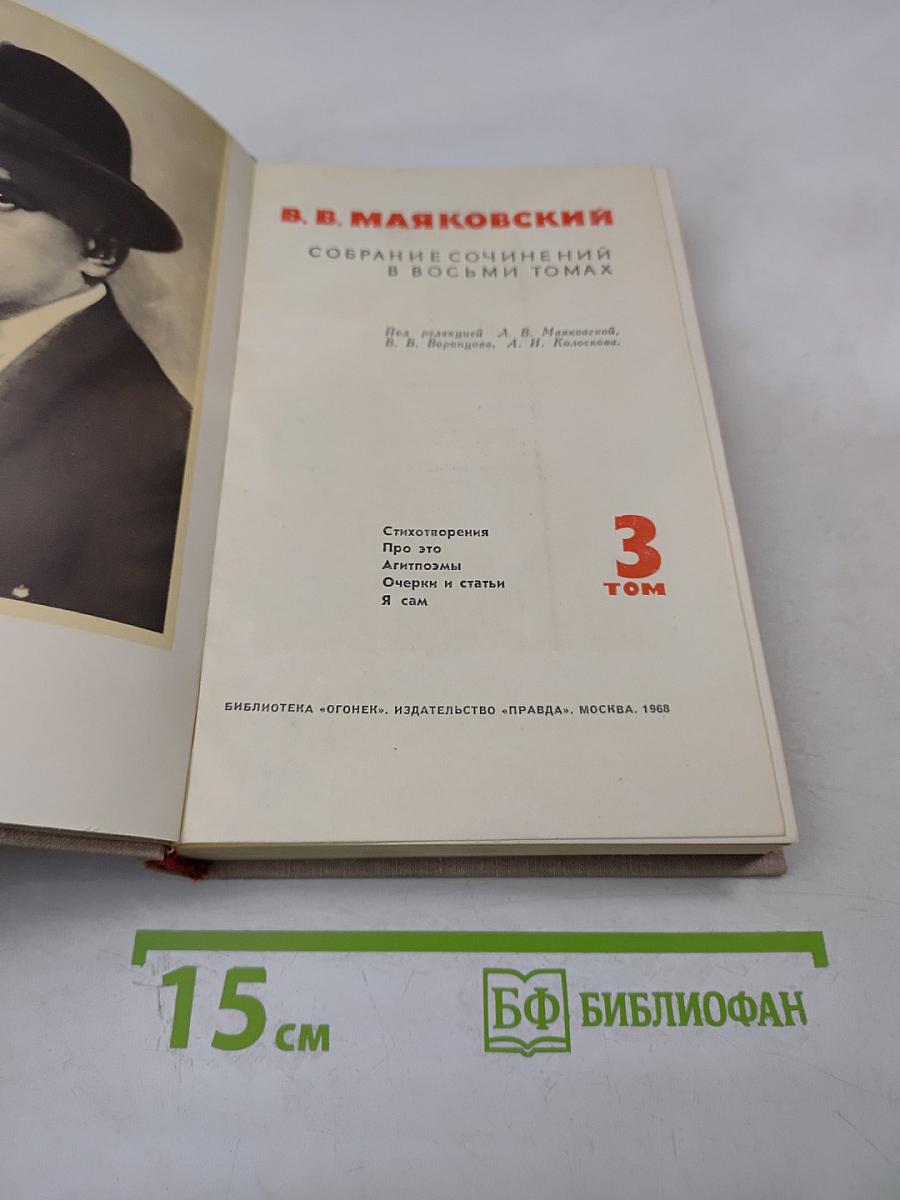 В. В. МАЯКОВСКИЙ
СОБРАНИЕ СОЧИНЕНИЙ
В ВОСЬМИ ТОМАХ
Под редакцией Л. В. Маяковской,
В. В. Воронцова, А. И. Колоскова.
Стихотворения
Про это
Агитпоэмы
Очерки и статьи
Я сам
3
ТОМ
БИБЛИОТЕКА «ОГОНЕК». ИЗДАТЕЛЬСТВО «ПРАВДА». МОСКВА. 1968
15 см
БФ БИБЛИОФАН